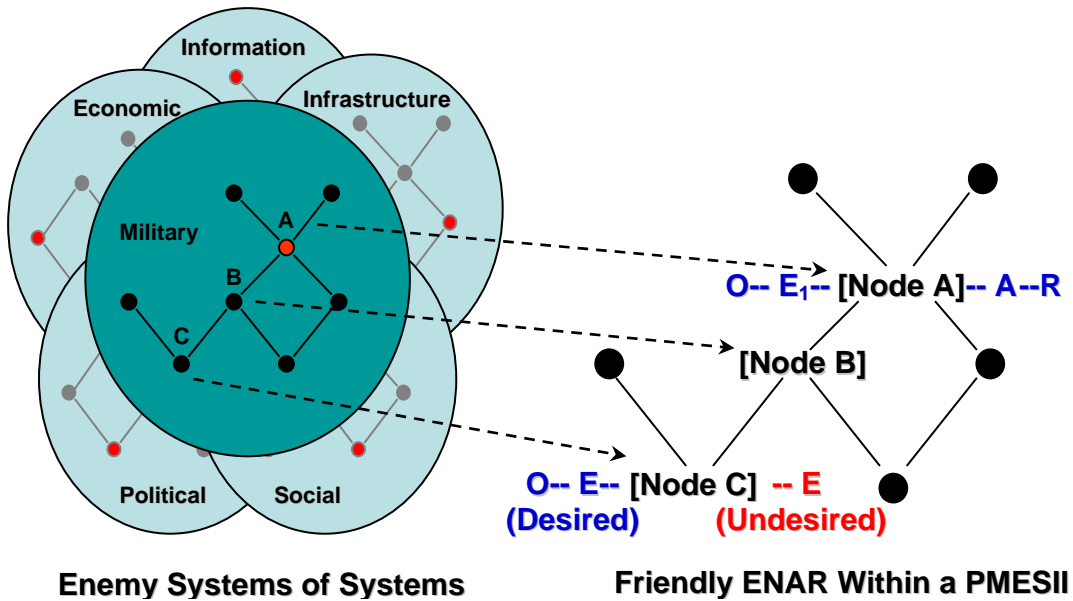 Information
Economic
Infrastructure
Military
A
B
C
Political
Social
O-- E1-- [Node A]-- A--R
[Node B]
O-- E-- [Node C] -- E
(Desired) (Undesired)
Enemy Systems of Systems
Friendly ENAR Within a PMESII